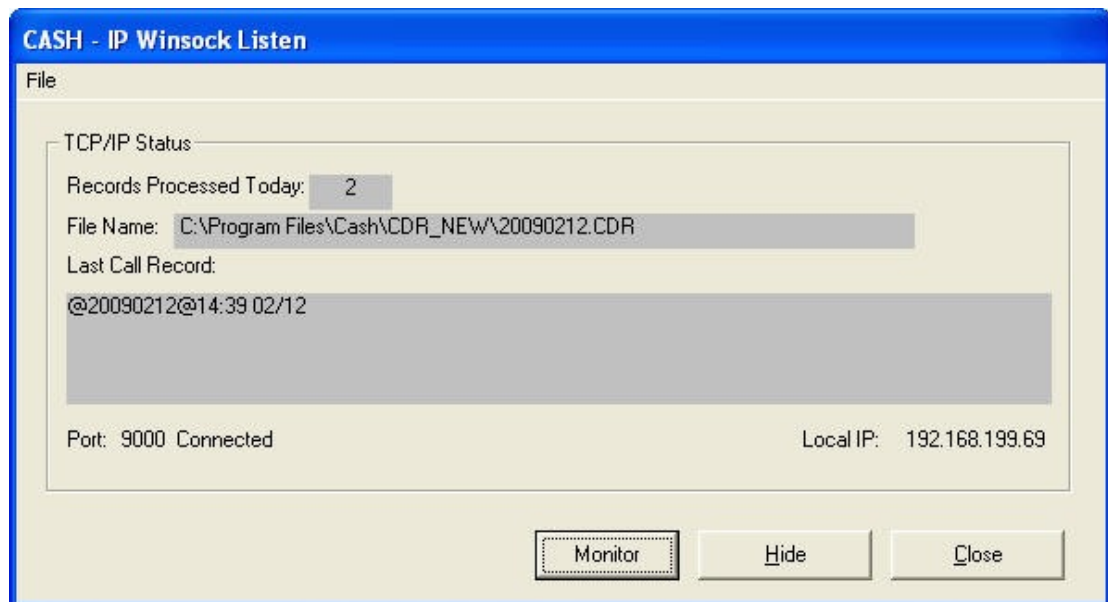 CASH - IP Winsock Listen
File
TCP/IP Status
Records Processed Today: 2
File Name: C:\Program Files\Cash\CDR_NEW\20090212.CDR
Last Call Record:
@20090212@14:39 02/12
Port: 9000 Connected Local IP: 192.168.199.69
Monitor Hide Close